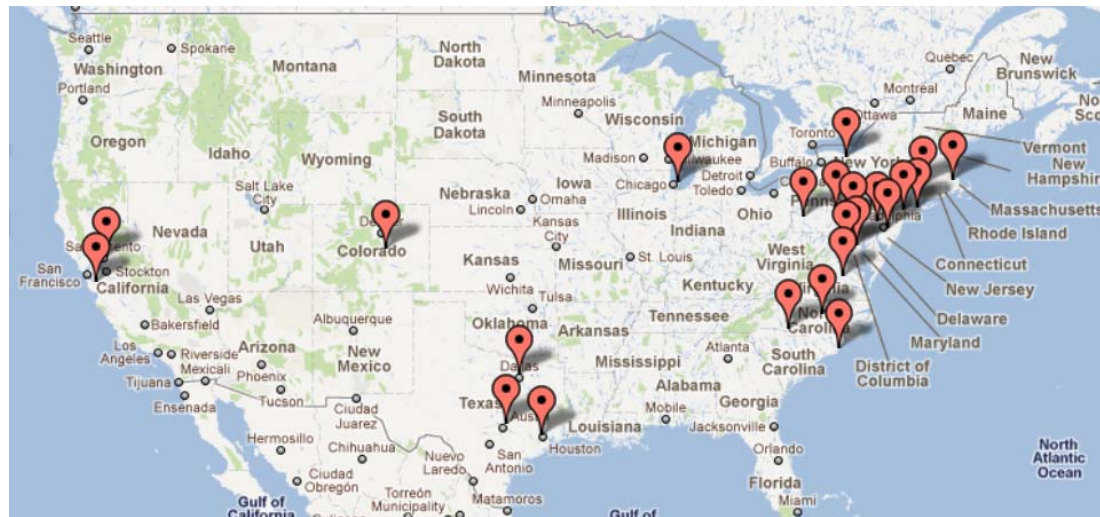 Seattle
Spokane
Washington
Portland
Oregon
Idaho
Montana
Wyoming
North
Dakota
South
Dakota
Minnesota
Minneapolis
Wisconsin
Madison
Milwaukee
Michigan
Detroit
Toledo
Chicago
Toronto
Buffalo
Ottawa
Montreal
Quebec
New
Brunswick
Maine
Vermont
New
Hampshire
Massachusetts
Rhode Island
Connecticut
New Jersey
Delaware
Maryland
District of
Columbia
New York
Ohio
West
Virginia
Nebraska
Lincoln
Iowa
Omaha
Illinois
Indiana
Kansas
City
Kansas
Missouri
St. Louis
Kentucky
Wichita
Tulsa
Oklahoma
Arkansas
Tennessee
North
Carolina
South
Carolina
Atlanta
Mississippi
Alabama
Georgia
Salt Lake
City
Nevada
Utah
Colorado
San
Francisco
Stockton
California
Las Vegas
Bakersfield
Los
Angeles
Riverside
Mexicali
Tijuana
Ensenada
Arizona
Phoenix
Tucson
Albuquerque
New
Mexico
Ciudad
Juarez
Hermosillo
Chihuahua
Ciudad
Obregón
Nuevo
Laredo
Torreón
Municipality
Matamoros
Texas
Dallas
San
Antonio
Houston
Louisiana
Mobile
Jacksonville
Orlando
Florida
Miami
Gulf of
California
Gulf of
North
Atlantic
Ocean